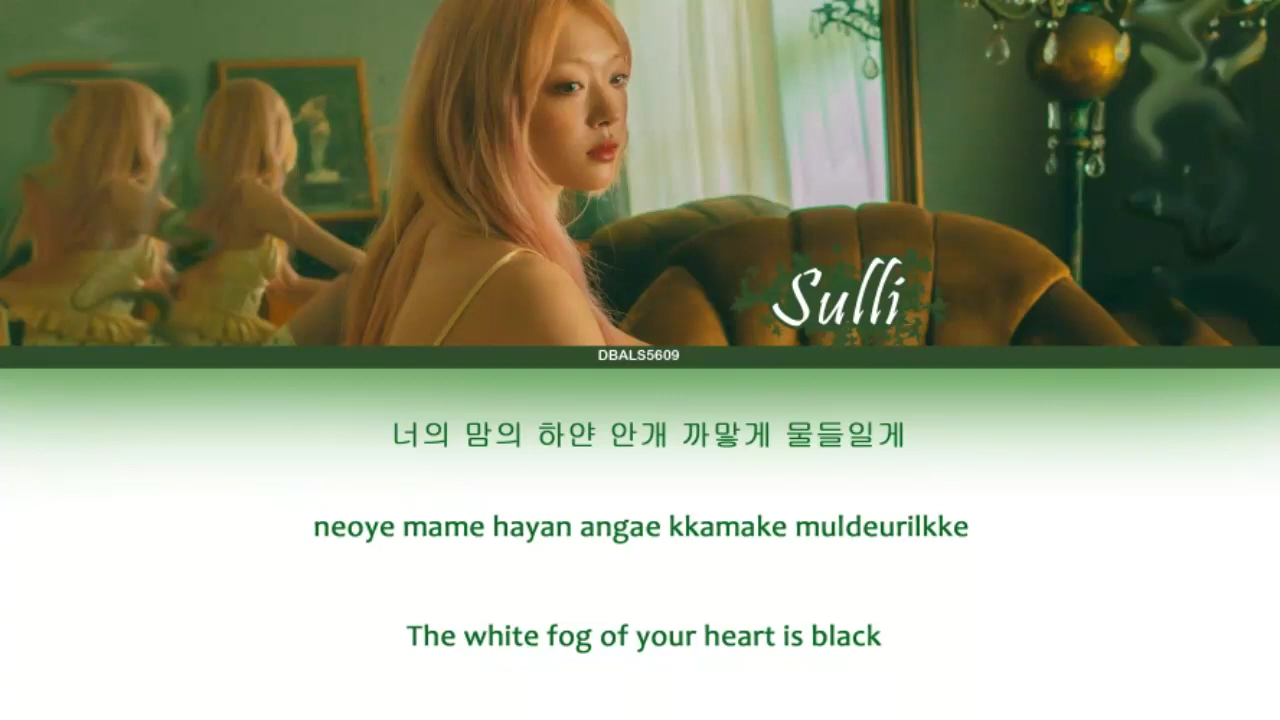 Sulli
DBALS5609
너의 맘의 하얀 안개 까맣게 물들일게
neoye mame hayan angae kkamake muldeurilkke
The white fog of your heart is black